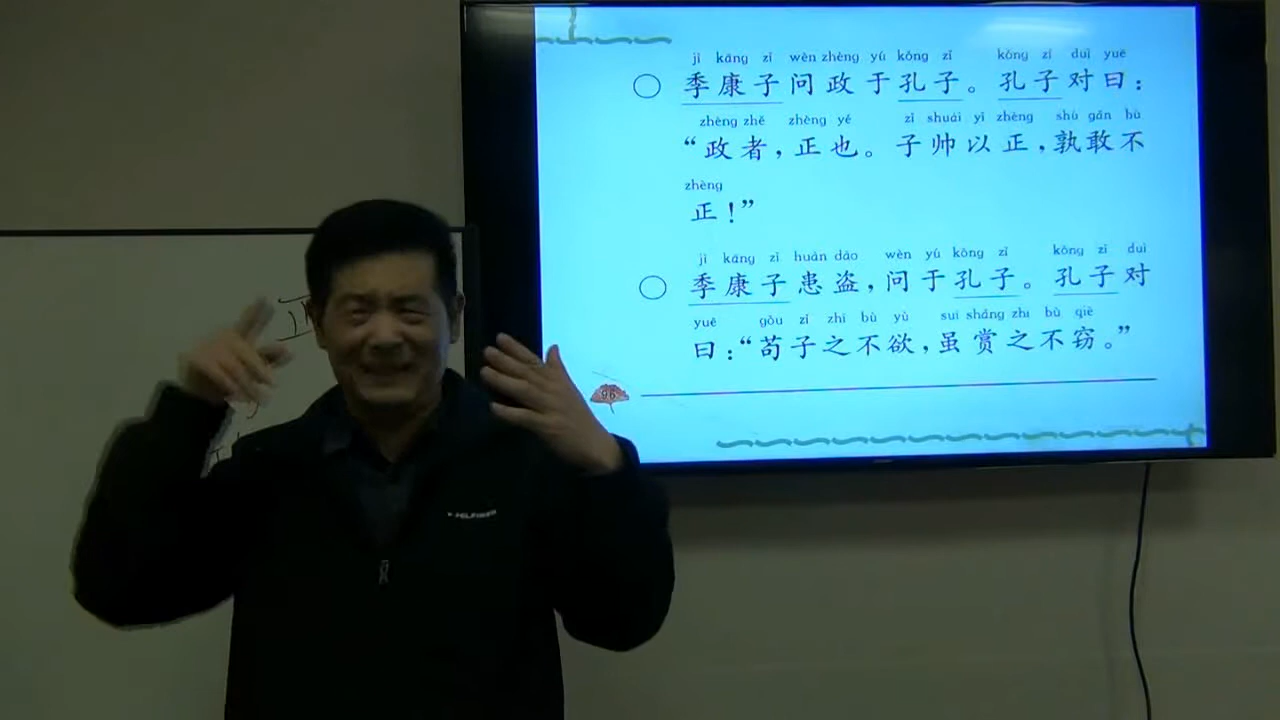 jì kāng zǐ wèn zhèng yú kǒng zǐ kǒng zǐ duì yuē
季康子问政于孔子。孔子对曰：
zhèng zhě zhèng yě zǐ shuài yǐ zhèng shú gǎn bù
“政者，正也。子帅以正，孰敢不
zhèng
正！”
jì kāng zǐ huàn dào wèn yú kǒng zǐ kǒng zǐ duì
季康子患盗，问于孔子。孔子对
yuē gǒu zǐ zhī bù yù suī shǎng zhī bù qiè
曰：“苟子之不欲，虽赏之不窃。”
96